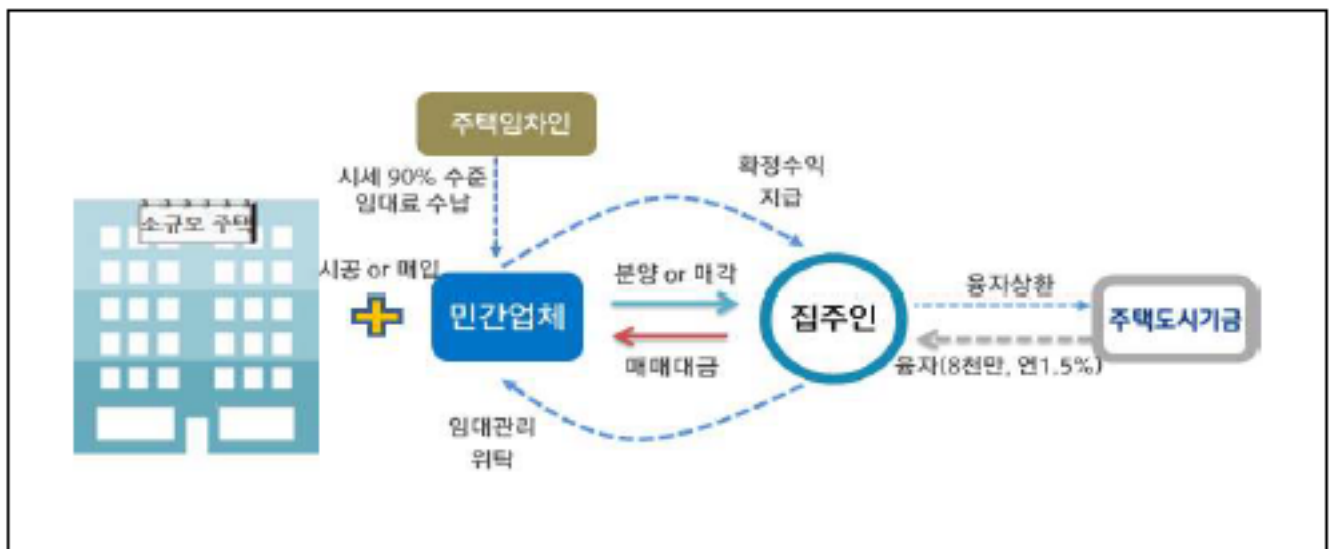 주택임차인
시세 90% 수준
임대료 수납
확정수익
지급
소규모 주택
시공 or 매입
민간업체
분양 or 매각
매매대금
집주인
융자상환
주택도시기금
융자(8천만, 연1.5%)
임대관리
위탁